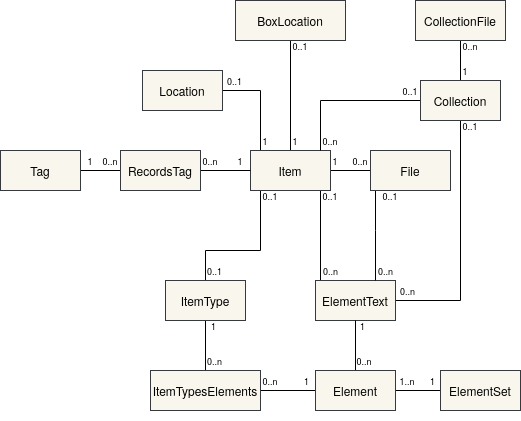 BoxLocation
CollectionFile
0..1
0..n
1
Location
0..1
0..1
Collection
0..1
1
1
0..n
Tag
1
0..n
RecordsTag
0..n
1
Item
1
0..n
File
0..1
0..1
0..1
0..1
0..n
0..n
0..n
ItemType
ElementText
1
1
0..n
0..n
ItemTypesElements
0..n
1
Element
1..n
1
ElementSet